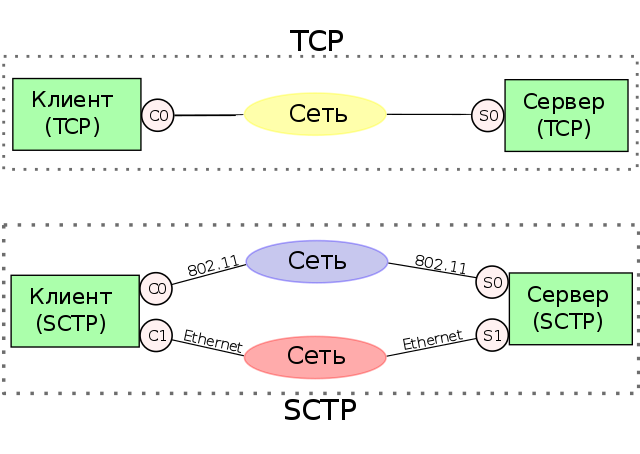 TCP
Клиент
(TCP)
C0
Сеть
S0
Сервер
(TCP)
Клиент
(SCTP)
C0
802.11
Сеть
802.11
S0
C1
Ethernet
Сеть
Ethernet
S1
Сервер
(SCTP)
SCTP